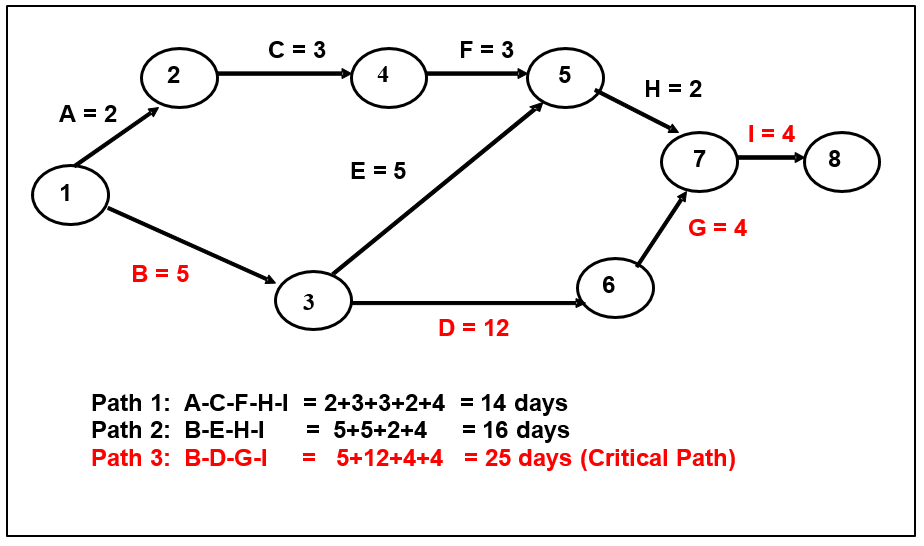 C = 3
F = 3
2
4
5
H = 2
A = 2
I = 4
7
8
E = 5
1
G = 4
B = 5
6
3
D = 12
Path 1: A-C-F-H-I = 2+3+3+2+4 = 14 days
Path 2: B-E-H-I = 5+5+2+4 = 16 days
Path 3: B-D-G-I = 5+12+4+4 = 25 days (Critical Path)